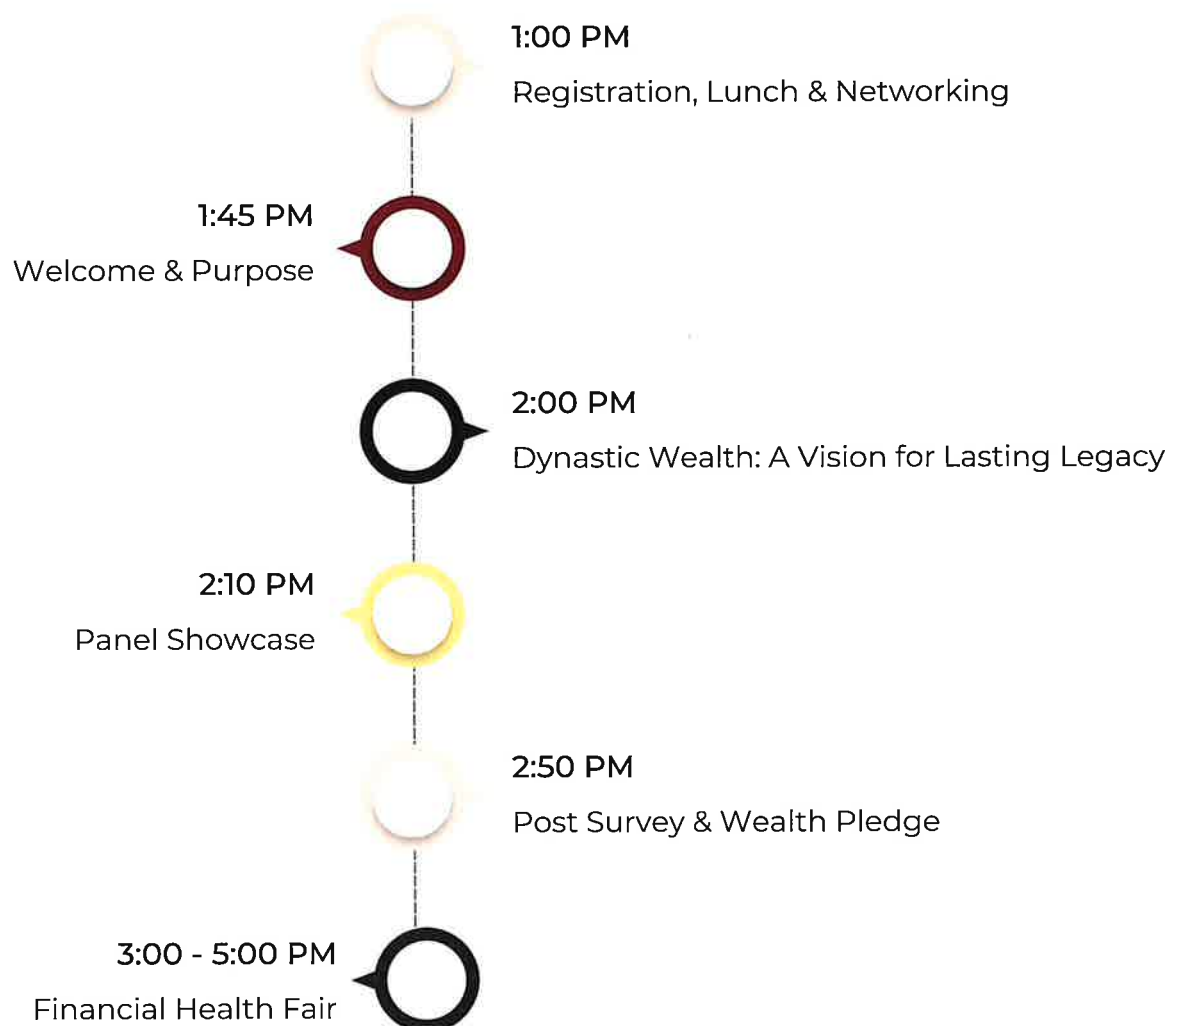 1:00 PM
Registration, Lunch & Networking
1:45 PM
Welcome & Purpose
2:00 PM
Dynastic Wealth: A Vision for Lasting Legacy
2:10 PM
Panel Showcase
2:50 PM
Post Survey & Wealth Pledge
3:00 - 5:00 PM
Financial Health Fair